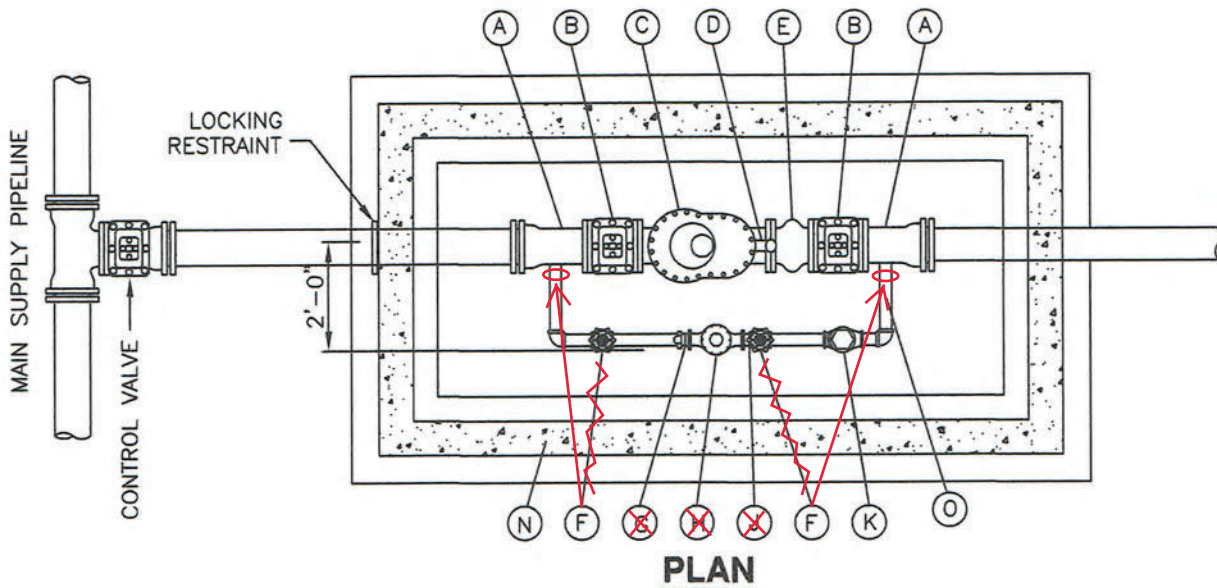 A B C D E B A
LOCKING
RESTRAINT
MAIN SUPPLY PIPELINE
CONTROL VALVE
2'-0"
N F G H J F K O
PLAN